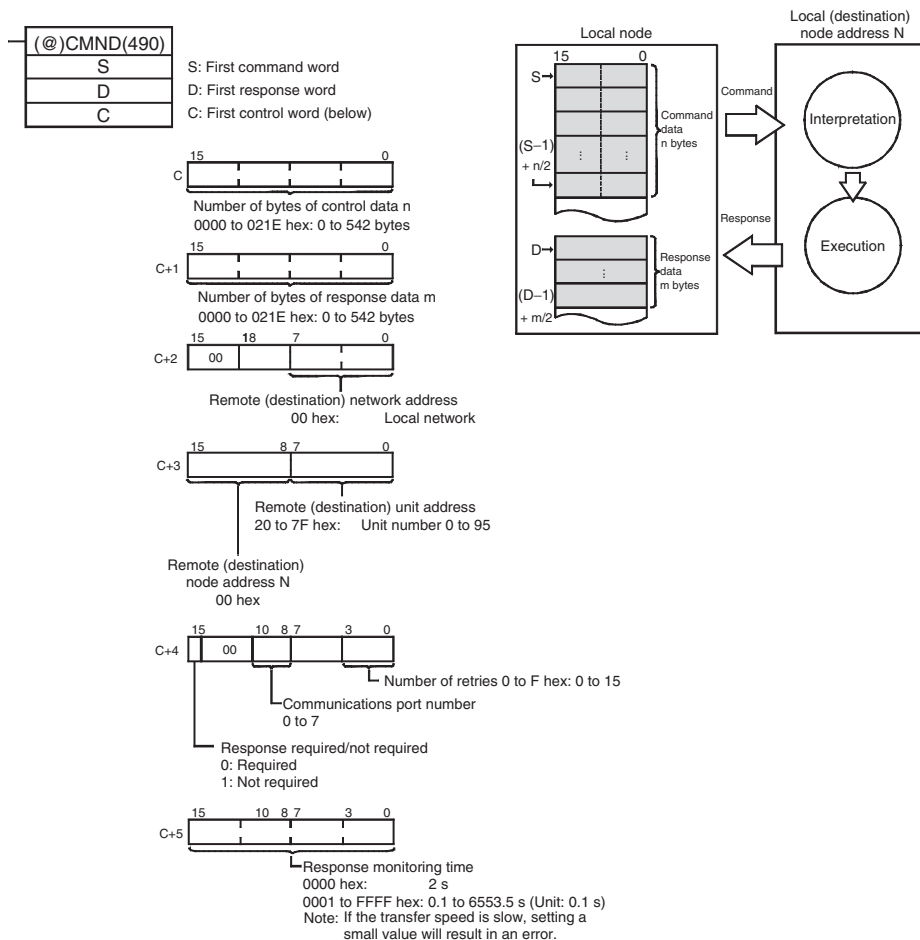 (@)CMND(490)
S
D
C
S: First command word
D: First response word
C: First control word (below)
Local node
15 0
S
(S–1)
+ n/2
⋮ ⋮
Command
data
n bytes
D
(D–1)
+ m/2
⋮
Response
data
m bytes
Command
Response
Local (destination)
node address N
Interpretation
Execution
15 0
C
Number of bytes of control data n
0000 to 021E hex: 0 to 542 bytes
15 0
C+1
Number of bytes of response data m
0000 to 021E hex: 0 to 542 bytes
15 18 7 0
C+2 00
Remote (destination) network address
00 hex: Local network
15 8 7 0
C+3
Remote (destination) unit address
20 to 7F hex: Unit number 0 to 95
Remote (destination)
node address N
00 hex
15 10 8 7 3 0
C+4 00
Number of retries 0 to F hex: 0 to 15
Communications port number
0 to 7
Response required/not required
0: Required
1: Not required
15 10 8 7 3 0
C+5
Response monitoring time
0000 hex: 2 s
0001 to FFFF hex: 0.1 to 6553.5 s (Unit: 0.1 s)
Note: If the transfer speed is slow, setting a
small value will result in an error.